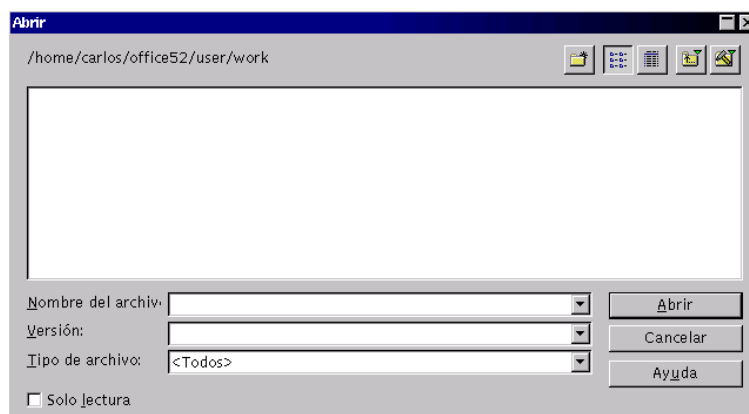 Abrir
/home/carlos/office52/user/work
Nombre del archiv
Abrir
Versión:
Cancelar
Tipo de archivo: <Todos>
Ayuda
Solo lectura